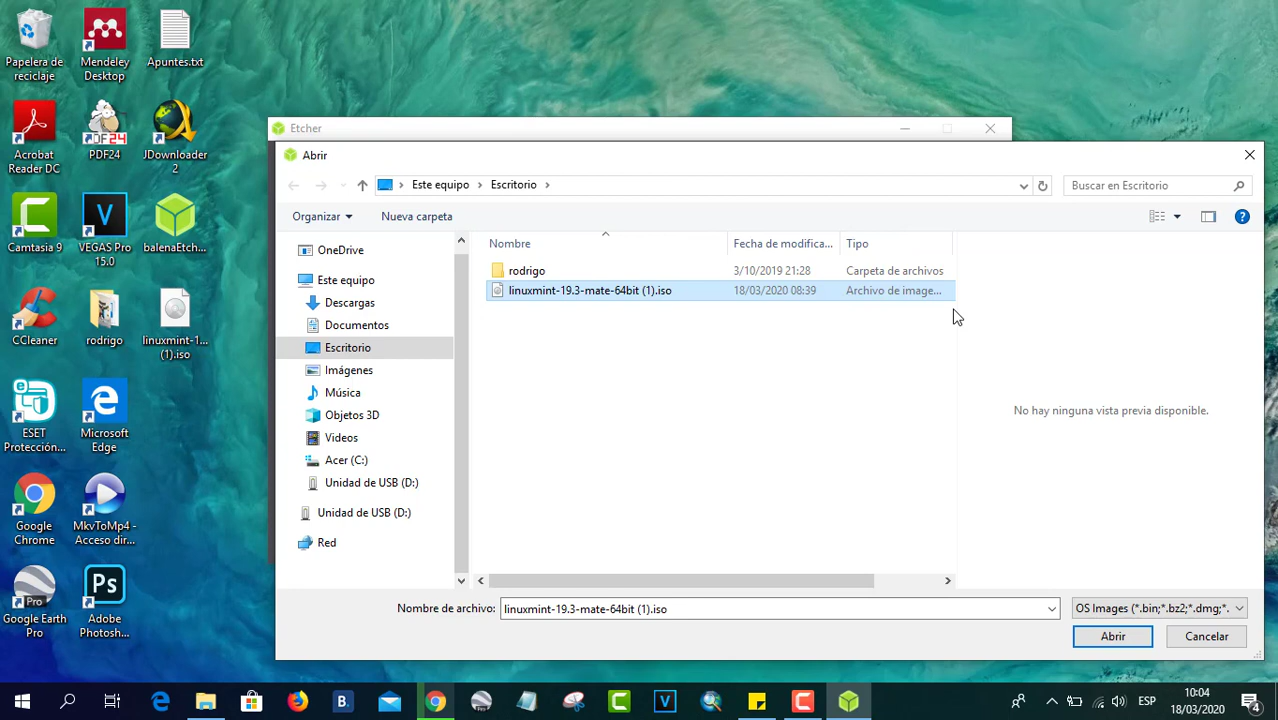 Papelera de
reciclaje
Mendeley
Desktop
Apuntes.txt
Acrobat
Reader DC
PDF24
PDF24
JDownloader
2
Camtasia 9
VEGAS Pro
15.0
balenaEtch...
CCleaner
rodrigo
linuxmint-1...
(1).iso
ESET
Protección...
Microsoft
Edge
Google
Chrome
MkvToMp4 -
Acceso dir...
Pro
Google Earth
Pro
Ps
Adobe
Photosh...
Etcher
Abrir
Este equipo
Escritorio
Buscar en Escritorio
Organizar
Nueva carpeta
OneDrive
Este equipo
Descargas
Documentos
Escritorio
Imágenes
Música
Objetos 3D
Videos
Acer (C:)
Unidad de USB (D:)
Unidad de USB (D:)
Red
Nombre Fecha de modifica... Tipo
rodrigo 3/10/2019 21:28 Carpeta de archivos
linuxmint-19.3-mate-64bit (1).iso 18/03/2020 08:39 Archivo de image...
No hay ninguna vista previa disponible.
Nombre de archivo: linuxmint-19.3-mate-64bit (1).iso OS Images (*.bin;*.bz2;*.dmg;*.
Abrir Cancelar
ESP
10:04
18/03/2020
4